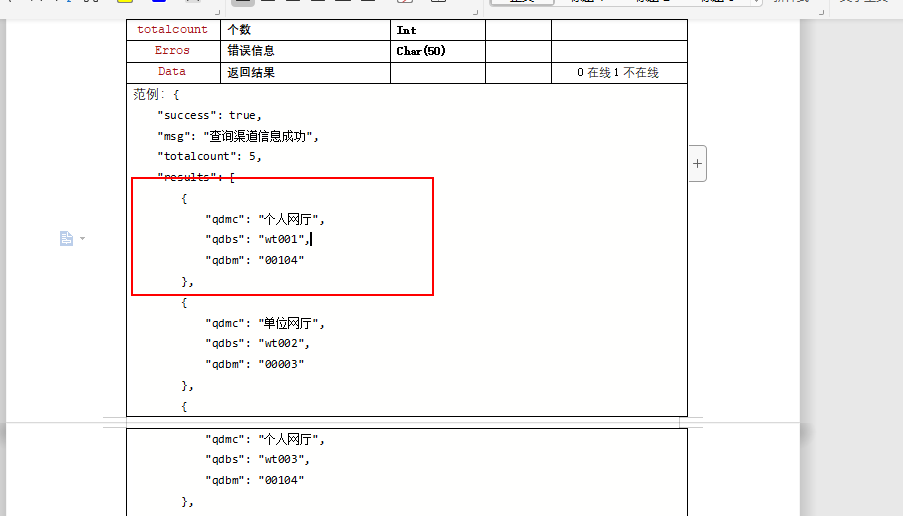 totalcount 个数 Int
Erros 错误信息 Char(50)
Data 返回结果 0 在线 1 不在线
范例: {
"success": true,
"msg": "查询渠道信息成功",
"totalcount": 5,
"results": [
{
"qdmc": "个人网厅",
"qdbs": "wt001",
"qdbm": "00104"
},
{
"qdmc": "单位网厅",
"qdbs": "wt002",
"qdbm": "00003"
},
{
"qdmc": "个人网厅",
"qdbs": "wt003",
"qdbm": "00104"
},